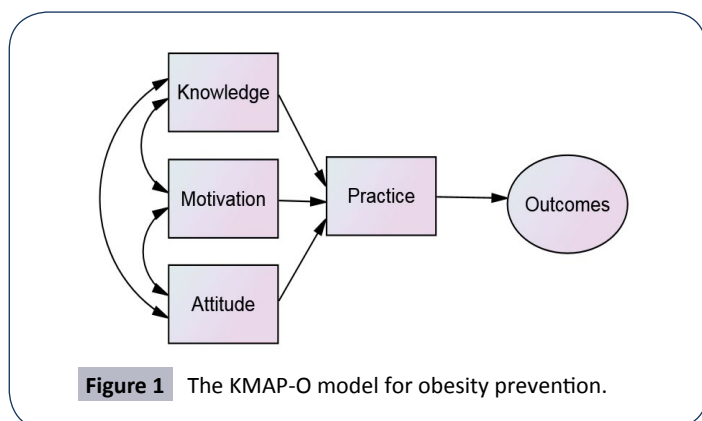 Knowledge
Motivation
Practice
Outcomes
Attitude
Figure 1 The KMAP-O model for obesity prevention.